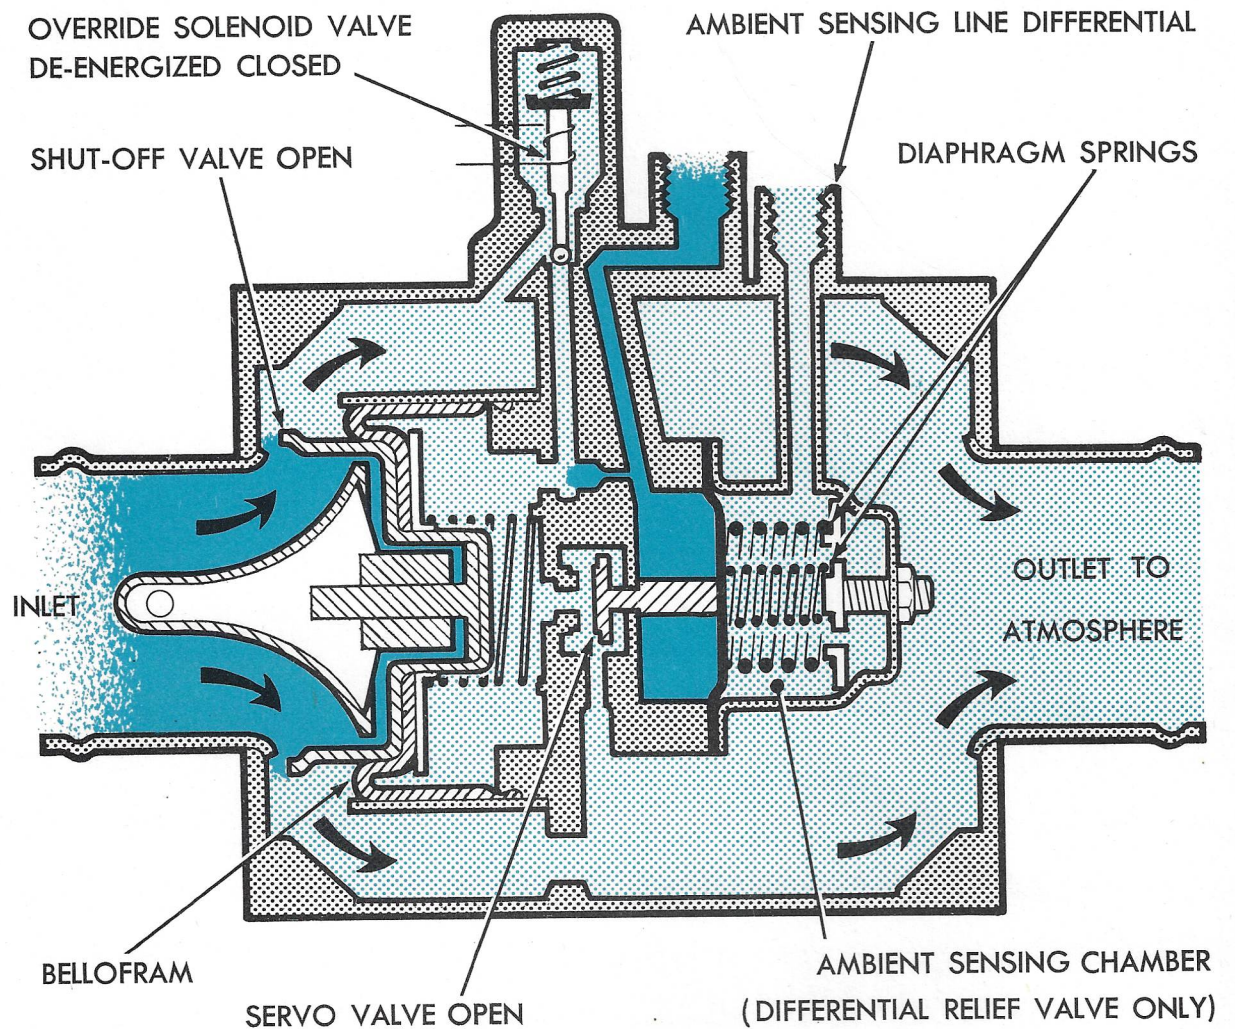 OVERRIDE SOLENOID VALVE
DE-ENERGIZED CLOSED
AMBIENT SENSING LINE DIFFERENTIAL
SHUT-OFF VALVE OPEN
DIAPHRAGM SPRINGS
INLET
OUTLET TO
ATMOSPHERE
BELLOFRAM
SERVO VALVE OPEN
AMBIENT SENSING CHAMBER
(DIFFERENTIAL RELIEF VALVE ONLY)